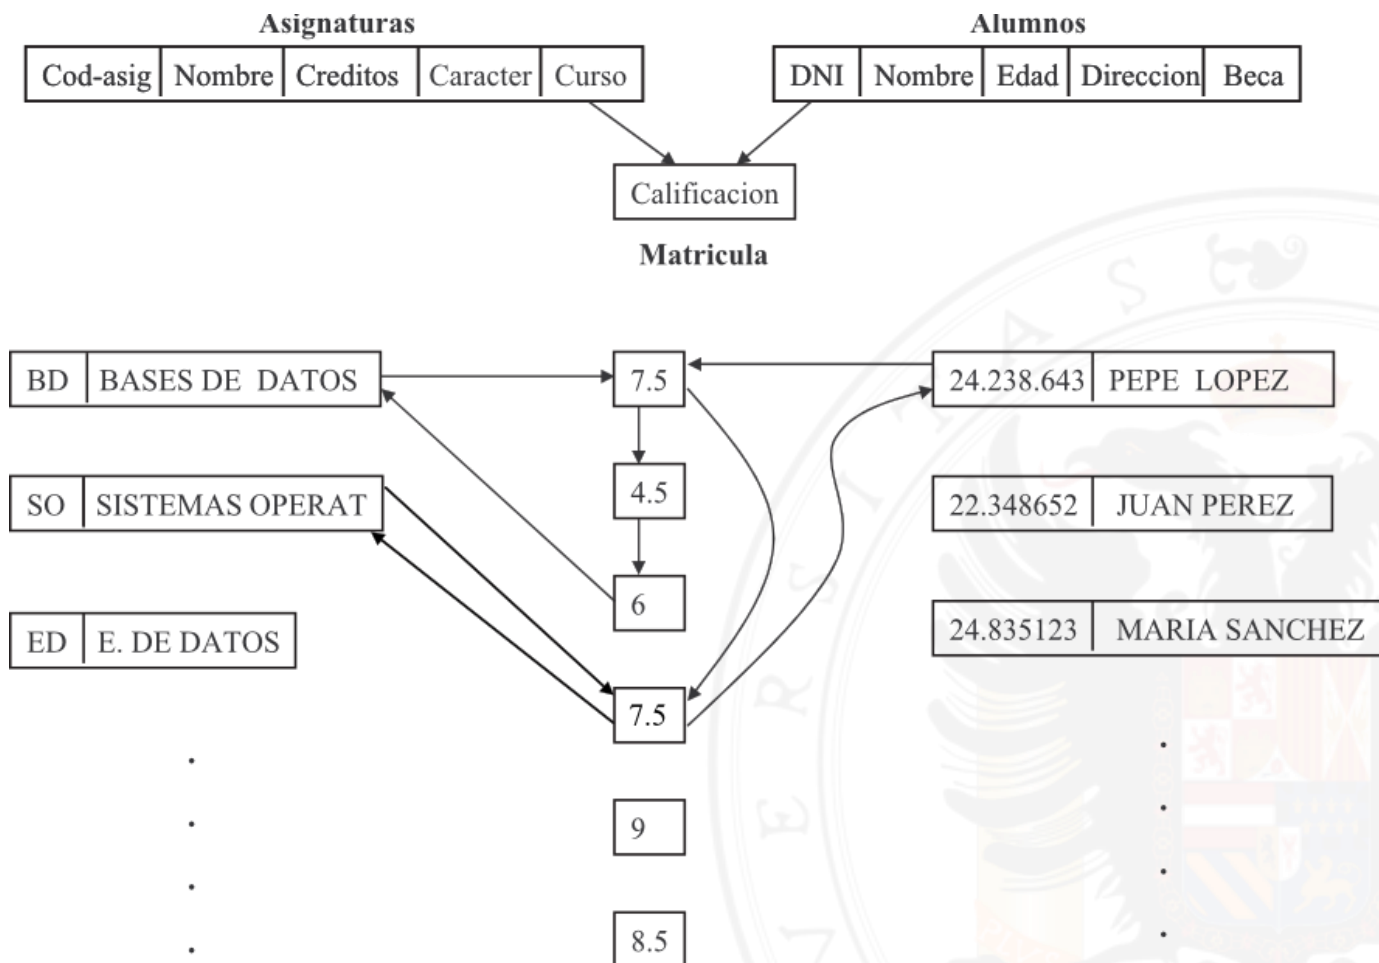 Asignaturas Alumnos
Cod-asig Nombre Creditos Caracter Curso DNI Nombre Edad Direccion Beca
Calificacion
Matricula
BD BASES DE DATOS 7.5 24.238.643 PEPE LOPEZ
SO SISTEMAS OPERAT 4.5 22.348652 JUAN PEREZ
6
ED E. DE DATOS 24.835123 MARIA SANCHEZ
7.5
9
8.5